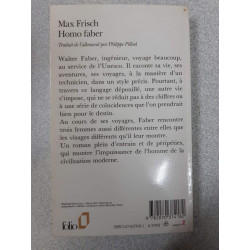 Max Frisch
Homo faber
Traduit de l'allemand par Philippe Pilliod
Walter Faber, ingénieur, voyage beaucoup,
au service de l'Unesco. Il raconte sa vie, ses
aventures, ses voyages, à la manière d'un
technicien, dans un style précis. Pourtant, à
travers ce langage dépouillé, une autre vie
s'impose, qui ne se réduit pas à des chiffres ou
à une série de coïncidences que l'on prendrait
bien pour le destin.
Au cours de ses voyages, Faber rencontre
trois femmes aussi différentes entre elles que
les visages différents qu'il leur montre.
Un roman plein d'entrain et de péripéties,
qui montre l'impuissance de l'homme de la
civilisation moderne.
folio